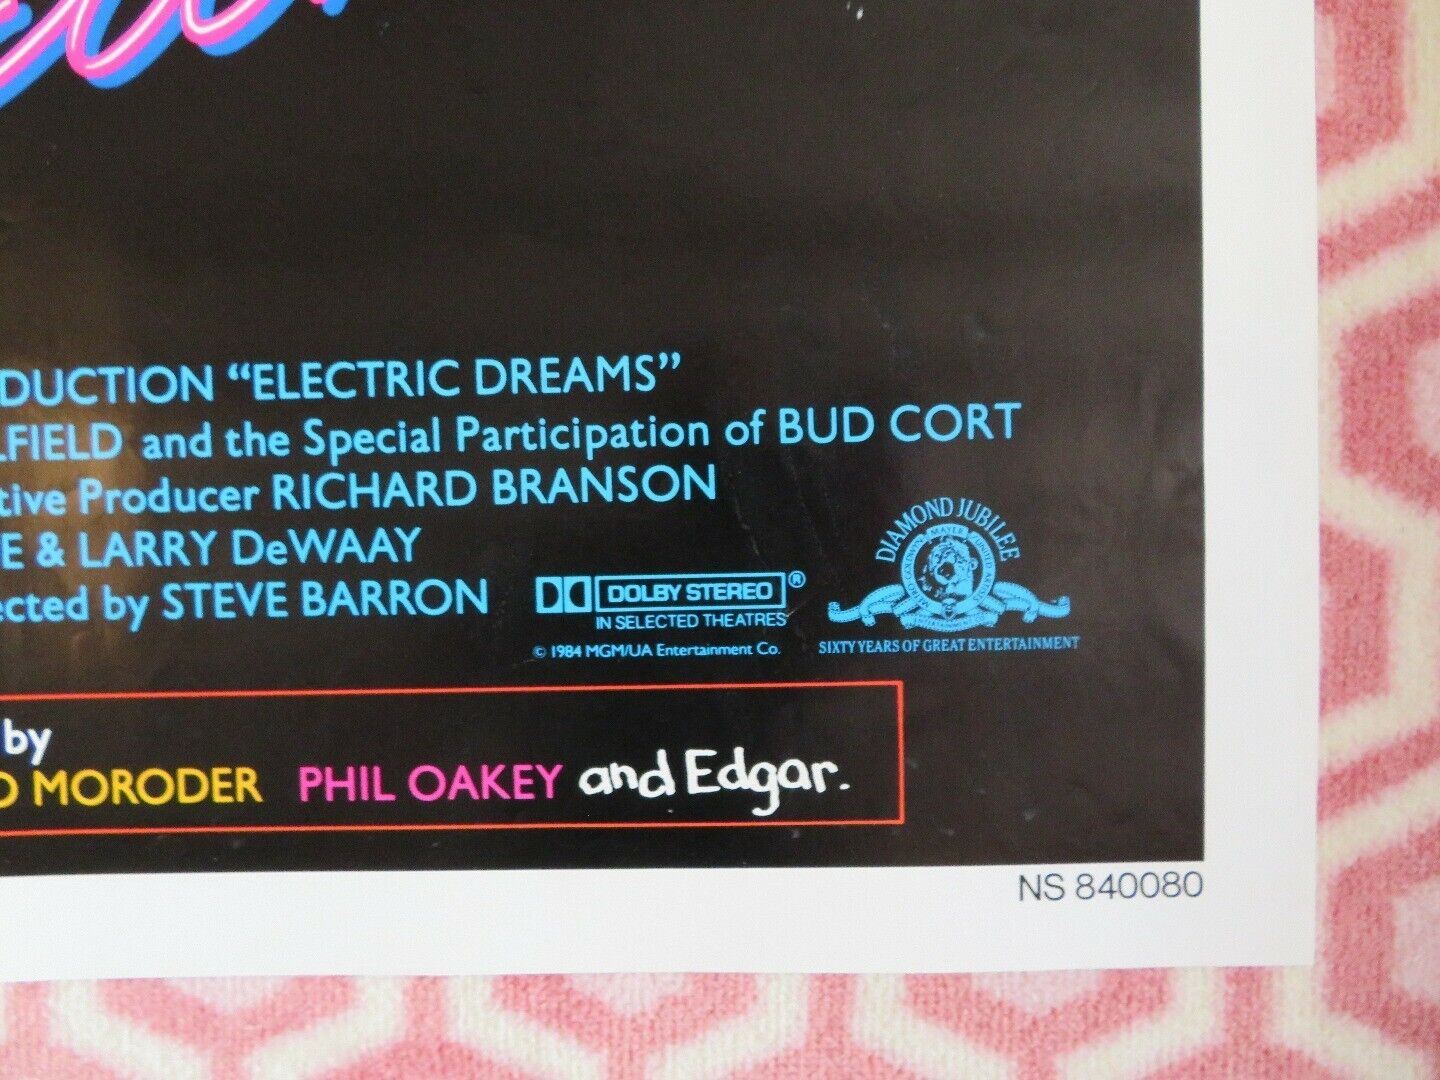 DUCTION “ELECTRIC DREAMS”
LFIELD and the Special Participation of BUD CORT
tive Producer RICHARD BRANSON
E & LARRY DeWAAY
ected by STEVE BARRON
DOLBY STEREO ®
IN SELECTED THEATRES
© 1984 MGM/UA Entertainment Co.
DIAMOND JUBILEE
MAYER
SIXTY YEARS OF GREAT ENTERTAINMENT
by
O MORODER PHIL OAKEY and Edgar.
NS 840080